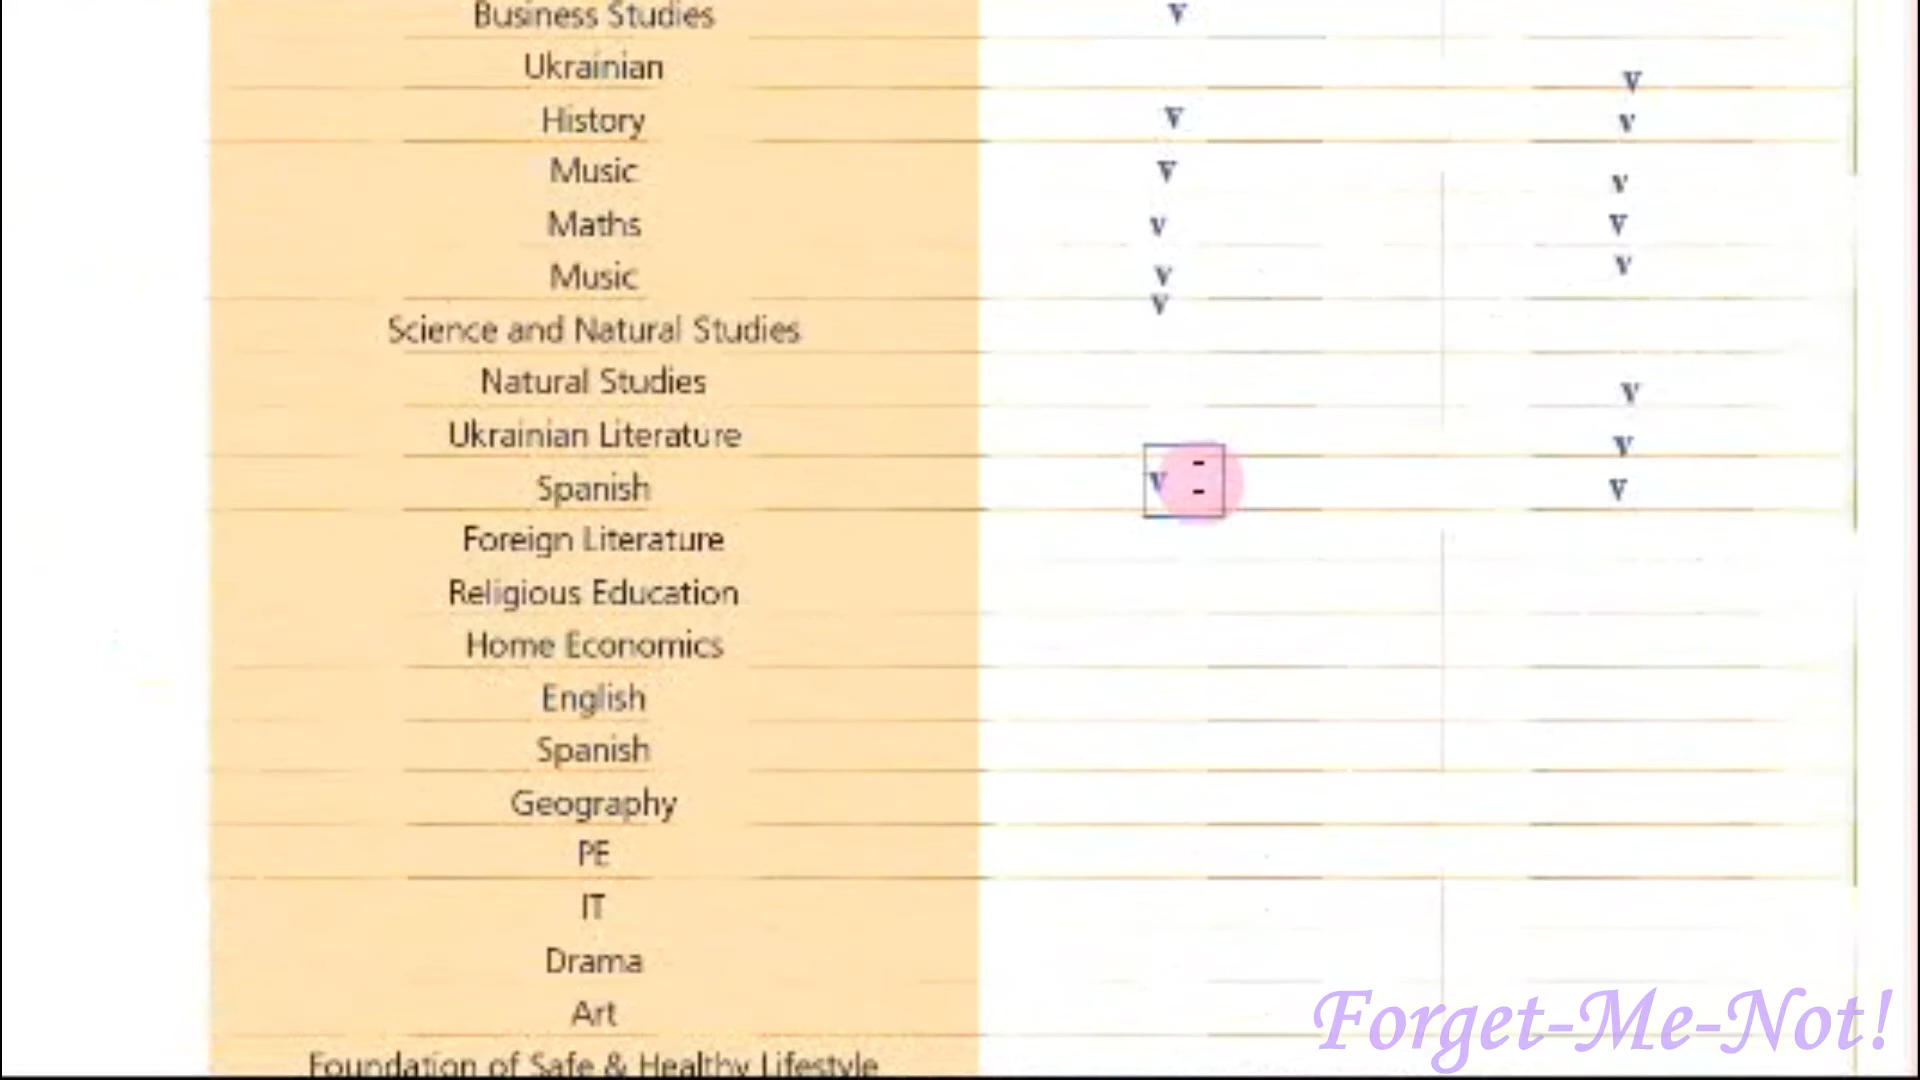 Business Studies v
Ukrainian v
History v v
Music v v
Maths v v
Music v v
v
Science and Natural Studies
Natural Studies v
Ukrainian Literature v
Spanish v - - v
Foreign Literature
Religious Education
Home Economics
English
Spanish
Geography
PE
IT
Drama
Art
Foundation of Safe & Healthy Lifestyle
Forget-Me-Not!